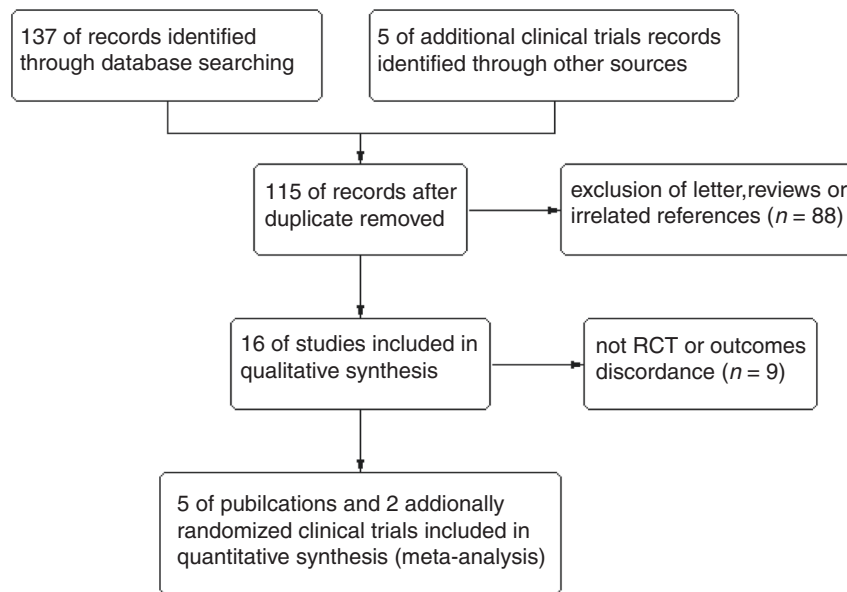 137 of records identified
through database searching
5 of additional clinical trials records
identified through other sources
115 of records after
duplicate removed
exclusion of letter,reviews or
irrelated references (n = 88)
16 of studies included in
qualitative synthesis
not RCT or outcomes
discordance (n = 9)
5 of pubilcations and 2 addionally
randomized clinical trials included in
quantitative synthesis (meta-analysis)